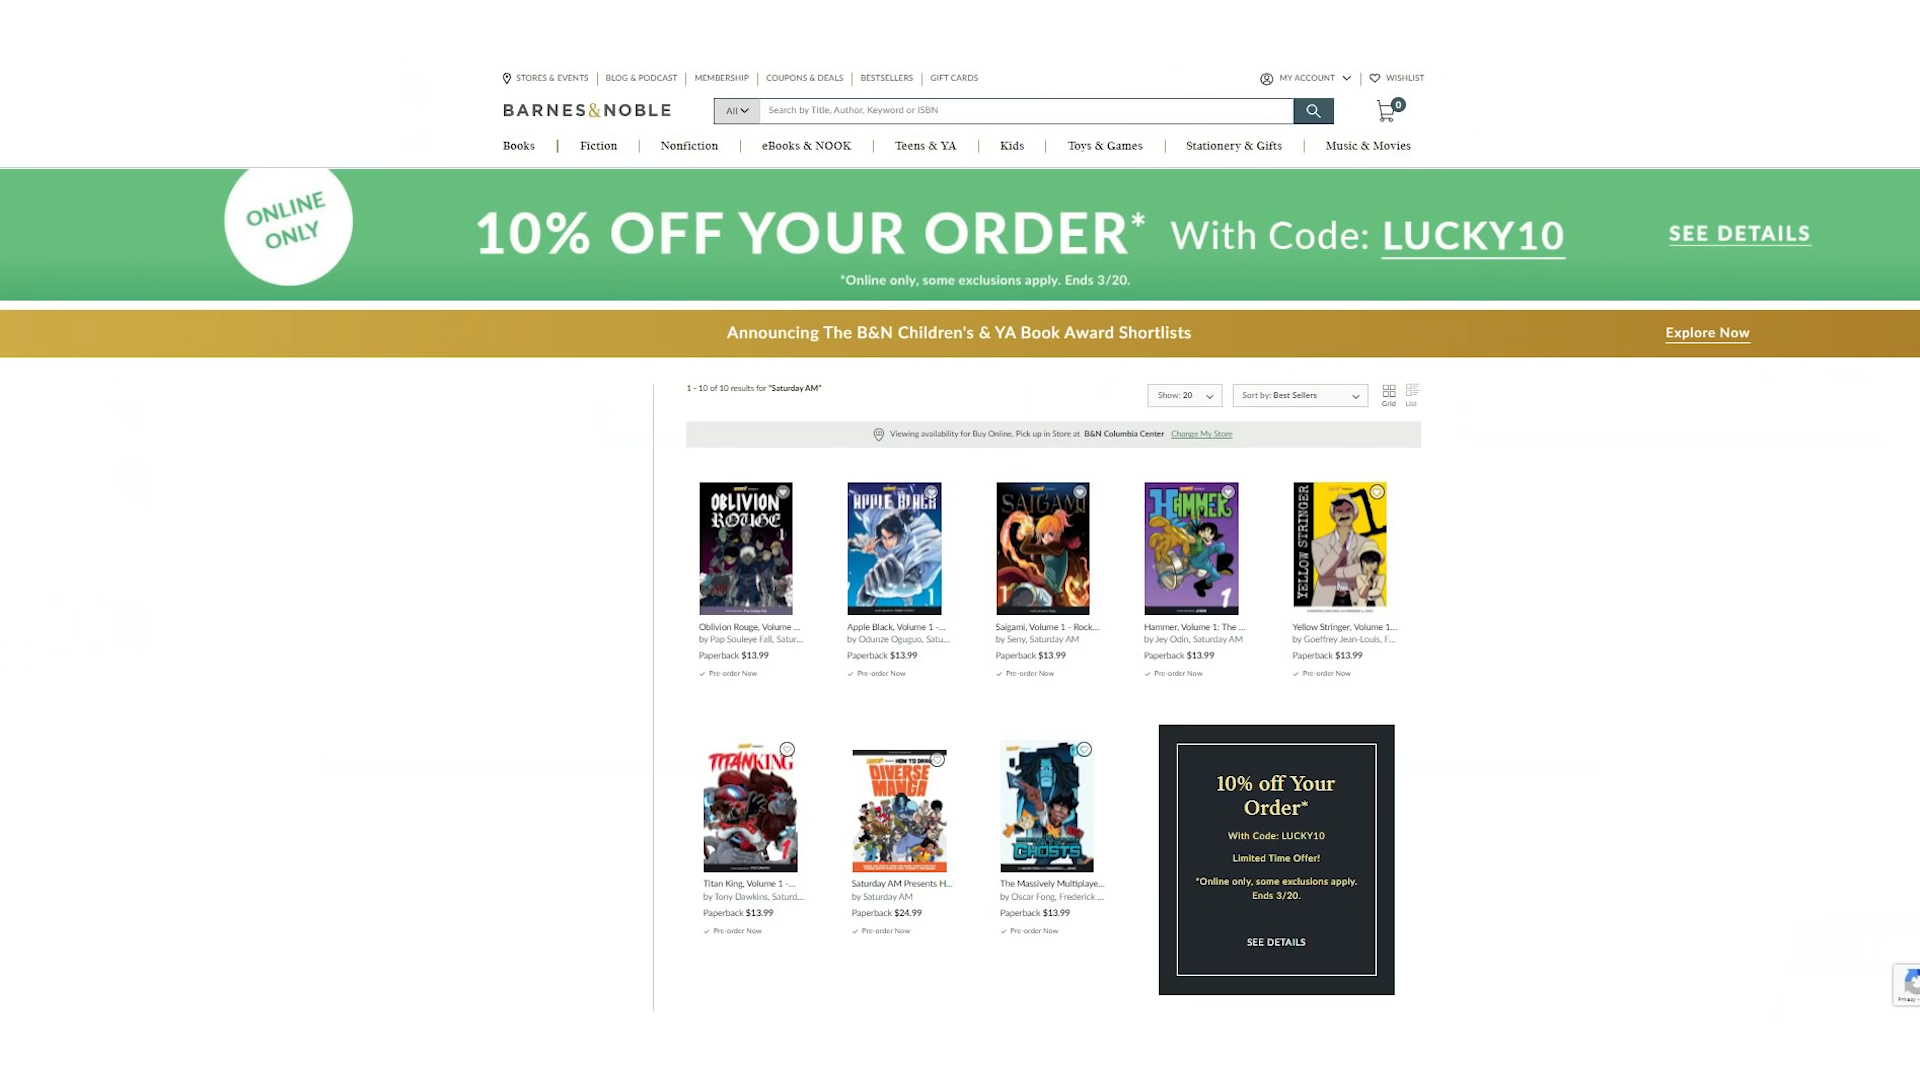 STORES & EVENTS
BLOG & PODCAST
MEMBERSHIP
COUPONS & DEALS
BESTSELLERS
GIFT CARDS
MY ACCOUNT
WISHLIST
BARNES&NOBLE
All
Search by Title, Author, Keyword or ISBN
0
Books
Fiction
Nonfiction
eBooks & NOOK
Teens & YA
Kids
Toys & Games
Stationery & Gifts
Music & Movies
ONLINE
ONLY
10% OFF YOUR ORDER* With Code: LUCKY10
SEE DETAILS
*Online only, some exclusions apply. Ends 3/20.
Announcing The B&N Children's & YA Book Award Shortlists
Explore Now
1 - 10 of 10 results for "Saturday AM"
Show: 20
Sort by: Best Sellers
Grid
List
Viewing availability for Buy Online, Pick up in Store at B&N Columbia Center Change My Store
OBLIVION
ROUGE
1
APPLE BLACK
1
SAIGAMI
1
HAMMER
1
YELLOW STRINGER
1
Oblivion Rouge, Volume ...
by Pap Souleye Fall, Satur...
Paperback $13.99
Pre-order Now
Apple Black, Volume 1 -...
by Odunze Oguguo, Satu...
Paperback $13.99
Pre-order Now
Saigami, Volume 1 - Rock...
by Seny, Saturday AM
Paperback $13.99
Pre-order Now
Hammer, Volume 1: The ...
by Jey Odin, Saturday AM
Paperback $13.99
Pre-order Now
Yellow Stringer, Volume 1...
by Goeffrey Jean-Louis, F...
Paperback $13.99
Pre-order Now
TITANKING
1
HOW TO DRAW
DIVERSE
MANGA
GHOSTS
Titan King, Volume 1 -...
by Tony Dawkins, Saturd...
Paperback $13.99
Pre-order Now
Saturday AM Presents H...
by Saturday AM
Paperback $24.99
Pre-order Now
The Massively Multiplaye...
by Oscar Fong, Frederick ...
Paperback $13.99
Pre-order Now
10% off Your
Order*
With Code: LUCKY10
Limited Time Offer!
*Online only, some exclusions apply.
Ends 3/20.
SEE DETAILS
Privacy -